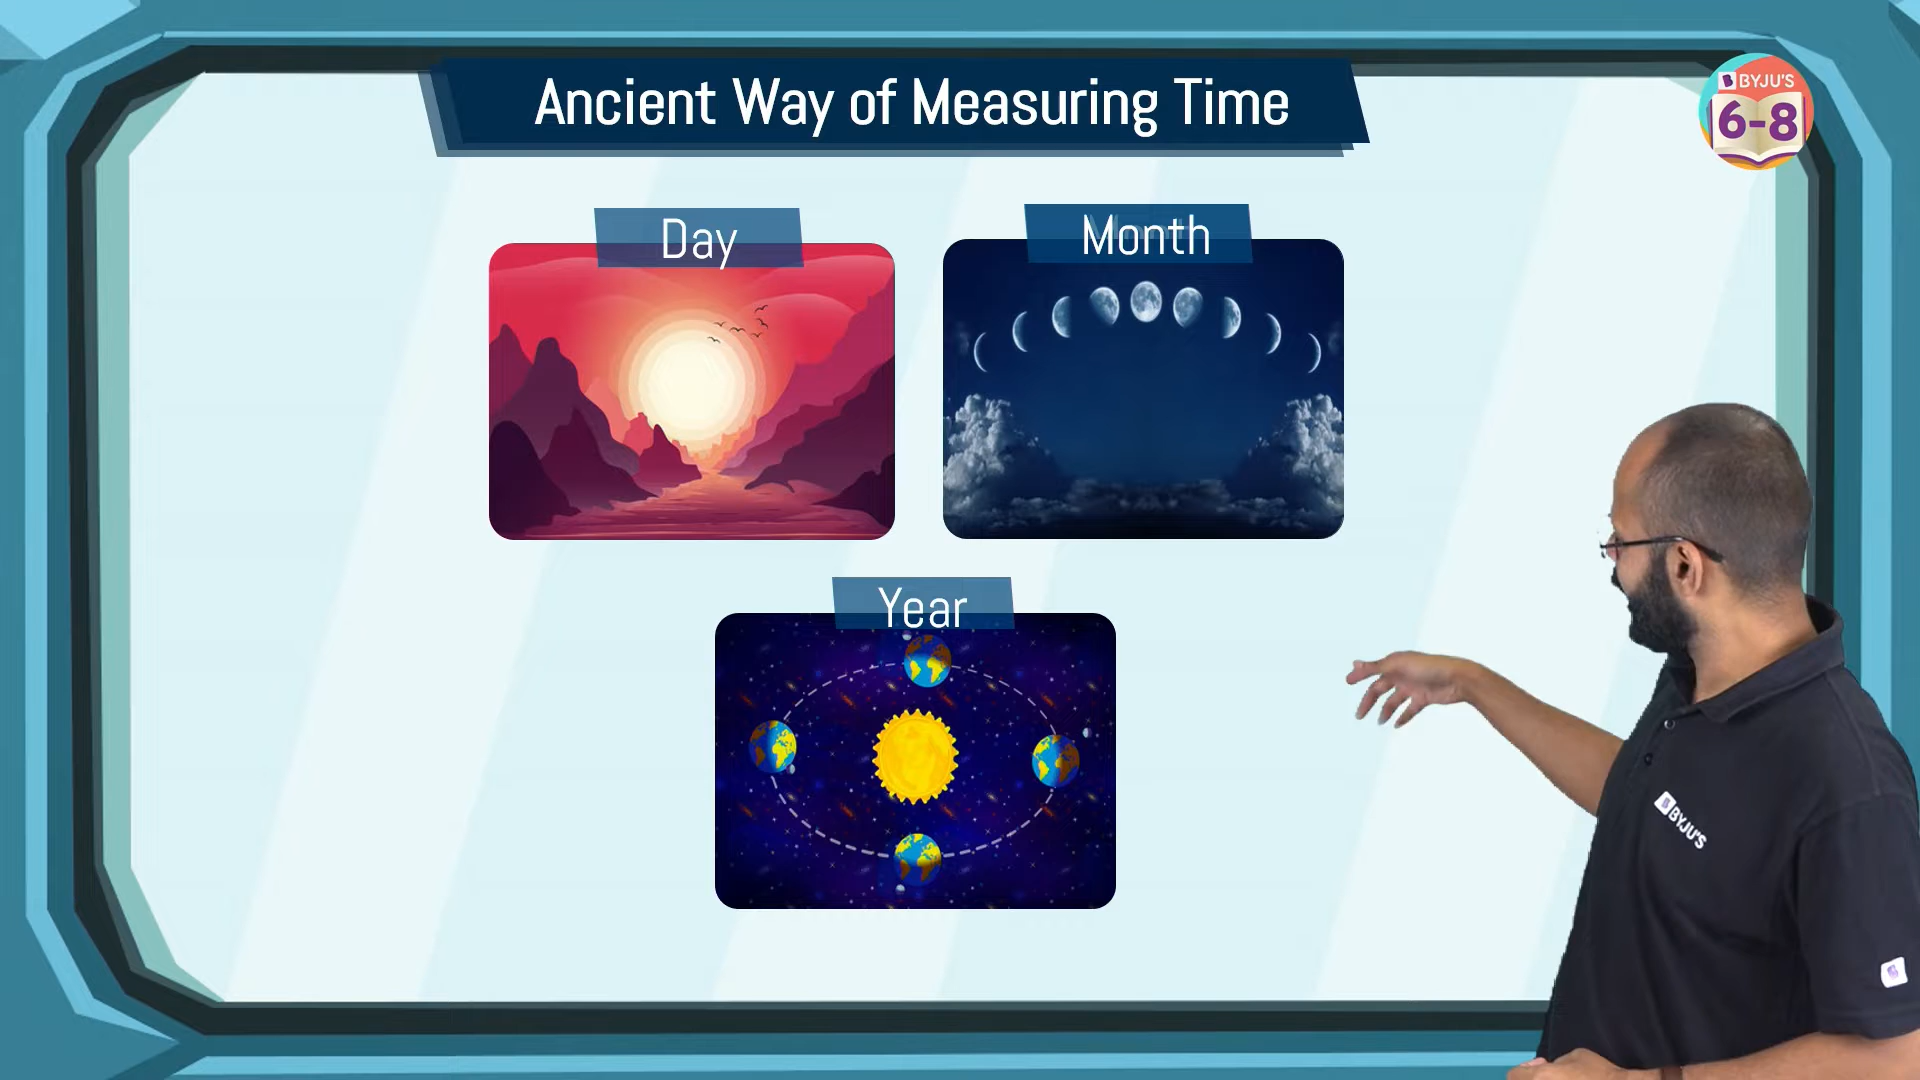 Ancient Way of Measuring Time
BYJU'S
6-8
Day
Month
Year
BYJU'S